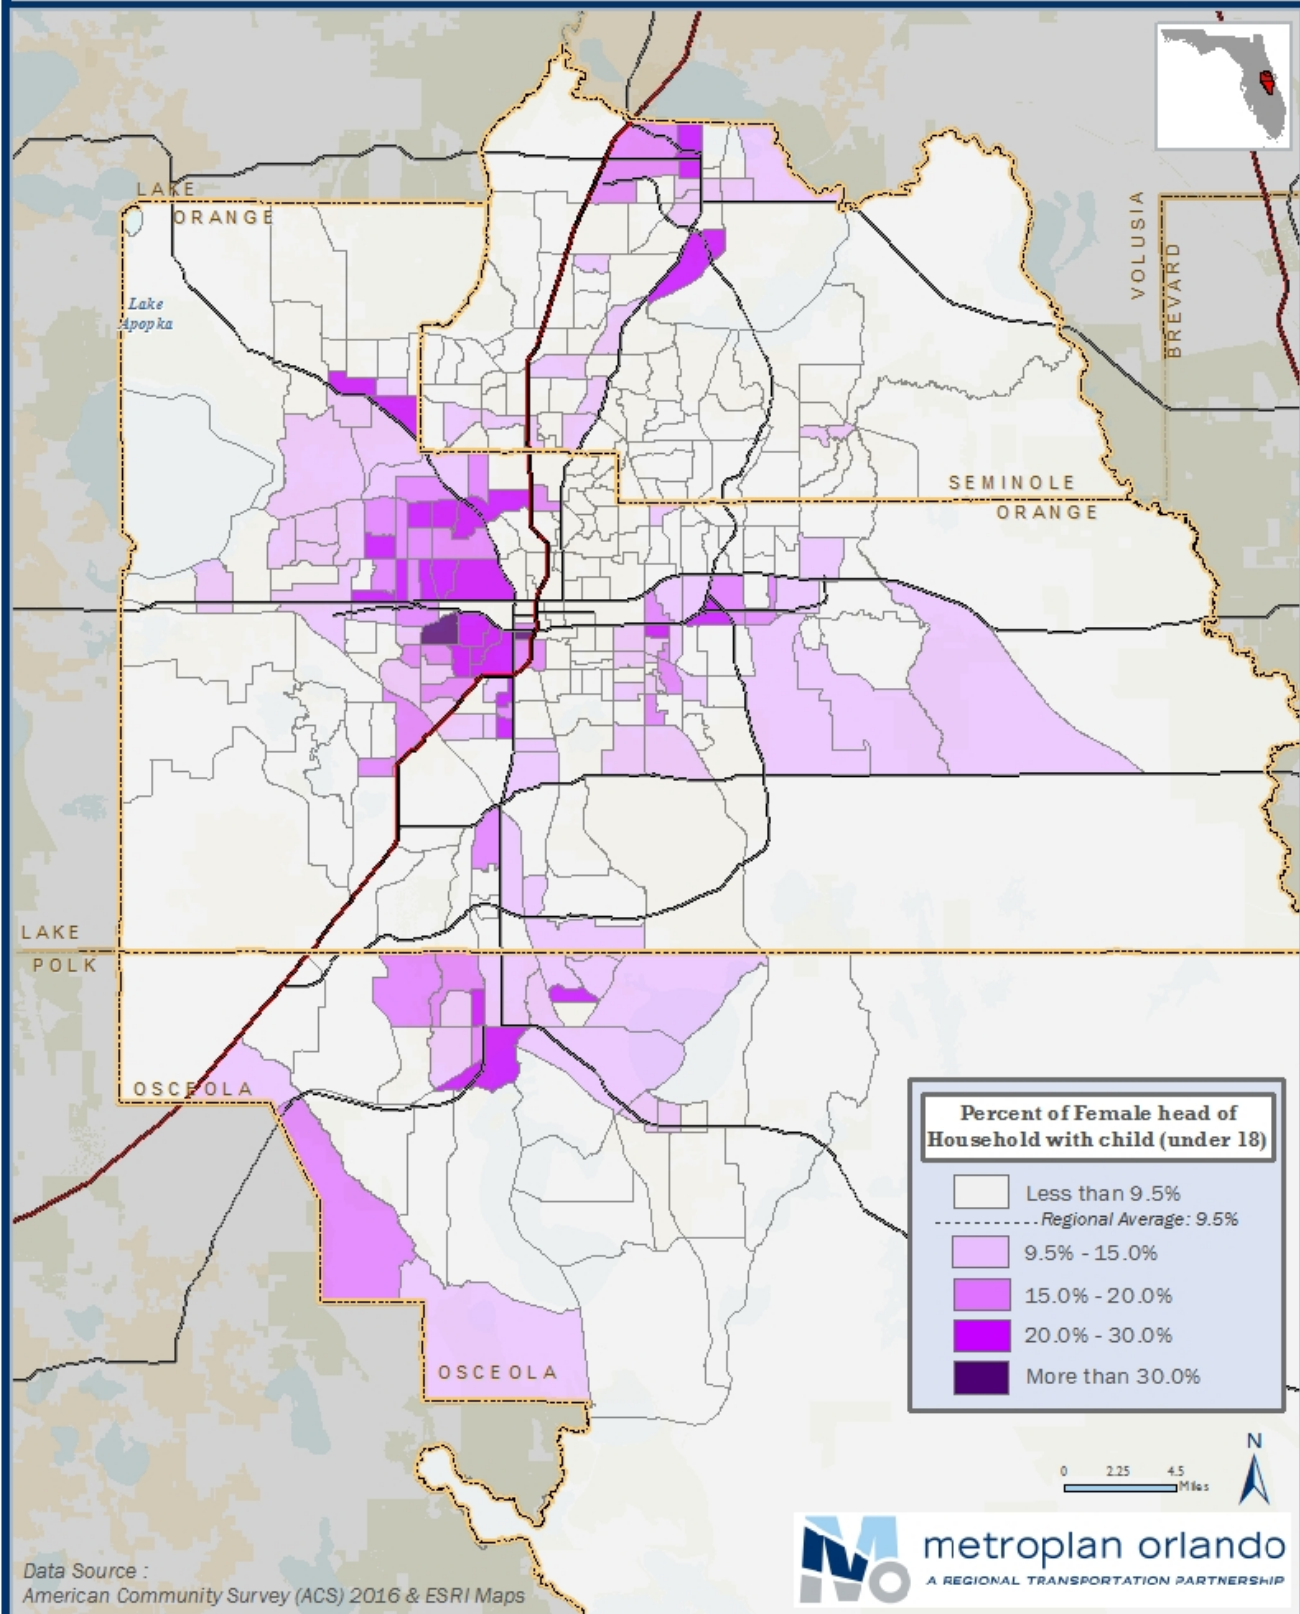 LAKE
ORANGE
Lake
Apopka
VOLUSIA
BREVARD
SEMINOLE
ORANGE
LAKE
POLK
OSCEOLA
OSCEOLA
Percent of Female head of
Household with child (under 18)
Less than 9.5%
Regional Average: 9.5%
9.5% - 15.0%
15.0% - 20.0%
20.0% - 30.0%
More than 30.0%
N
0 2.25 4.5
Miles
metroplan orlando
A REGIONAL TRANSPORTATION PARTNERSHIP
Data Source :
American Community Survey (ACS) 2016 & ESRI Maps